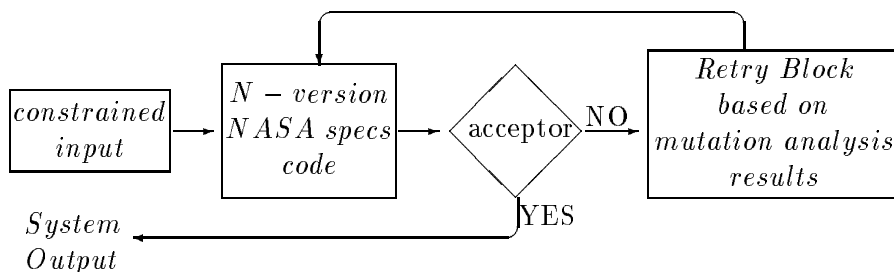 constrained
input
N – version
NASA specs
code
acceptor
NO
Retry Block
based on
mutation analysis
results
YES
System
Output